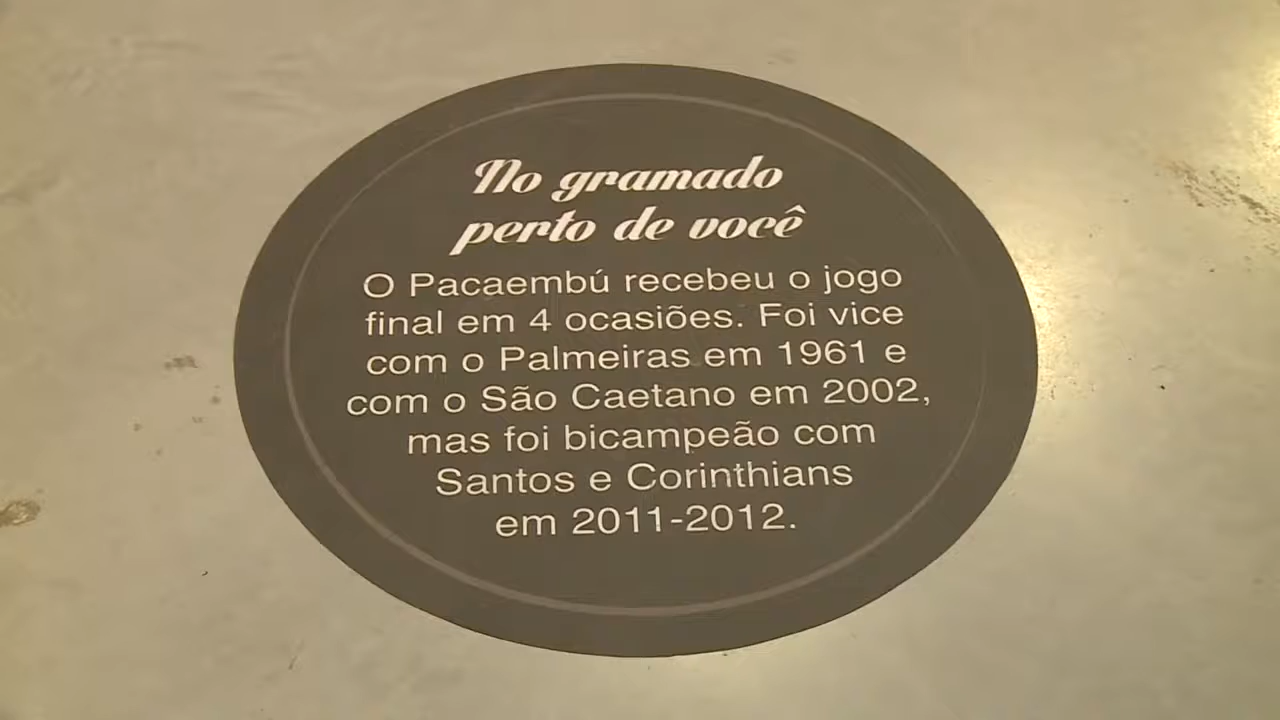 No gramado
perto de você
O Pacaembú recebeu o jogo
final em 4 ocasiões. Foi vice
com o Palmeiras em 1961 e
com o São Caetano em 2002,
mas foi bicampeão com
Santos e Corinthians
em 2011-2012.